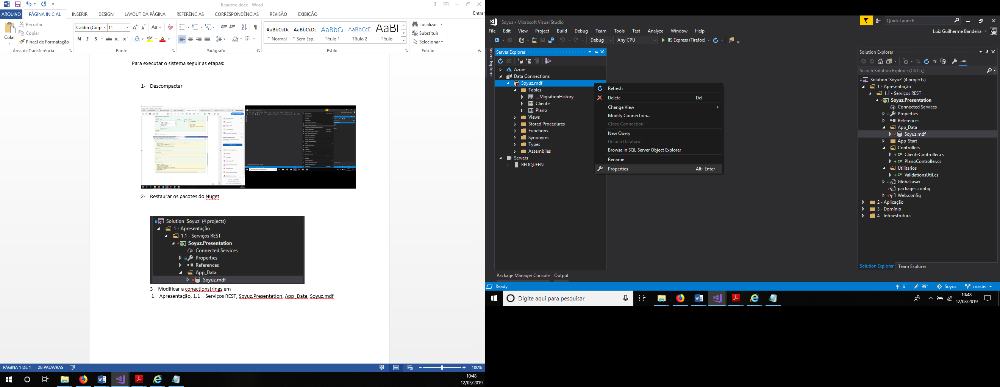 Readme.docx - Word
ARQUIVO PÁGINA INICIAL INSERIR DESIGN LAYOUT DA PÁGINA REFERÊNCIAS CORRESPONDÊNCIAS REVISÃO EXIBIÇÃO Entrar
Colar
Recortar
Copiar
Pincel de Formatação
Área de Transferência
Calibri (Corp 11
Aa
N I S abc x₂ x²
Fonte
Parágrafo
AaBbCcDc AaBbCcDc AaBbCc AaBbCcD AaBl
¶ Normal ¶ Sem Esp... Título 1 Título 2 Título
Estilo
Localizar
Substituir
Selecionar
Edição
Para executar o sistema seguir as etapas:
1- Descompactar
2- Restaurar os pacotes do Nuget
Solution 'Soyuz' (4 projects)
1 - Apresentação
1.1 - Serviços REST
Soyuz.Presentation
Connected Services
Properties
References
App_Data
Soyuz.mdf
3 – Modificar a conectionstrings em
1 – Apresentação, 1.1 – Serviços REST, Soyuz.Presentation, App_Data, Soyuz.mdf
PÁGINA 1 DE 1 28 PALAVRAS 100%
10:48
12/03/2019
Soyuz - Microsoft Visual Studio
Quick Launch
File Edit View Project Build Debug Team Tools Test Analyze Window Help
Luiz Guilherme Bandeira
Debug Any CPU IIS Express (Firefox)
Server Explorer
Server Explorer
Azure
Data Connections
Soyuz.mdf
Tables
__MigrationHistory
Cliente
Plano
Views
Stored Procedures
Functions
Synonyms
Types
Assemblies
Servers
REDQUEEN
Refresh
Delete Del
Change View
Modify Connection...
Close Connection
New Query
Detach Database
Browse In SQL Server Object Explorer
Rename
Properties Alt+Enter
Solution Explorer
Search Solution Explorer (Ctrl+ç)
Solution 'Soyuz' (4 projects)
1 - Apresentação
1.1 - Serviços REST
Soyuz.Presentation
Connected Services
Properties
References
App_Data
Soyuz.mdf
App_Start
Controllers
ClienteController.cs
PlanoController.cs
Utilitarios
ValidationsUtil.cs
Global.asax
packages.config
Web.config
2 - Aplicação
3 - Domínio
4 - Infraestrutura
Solution Explorer Team Explorer
Package Manager Console Output
Ready 6 99* Soyuz master
Digite aqui para pesquisar
10:48
12/03/2019